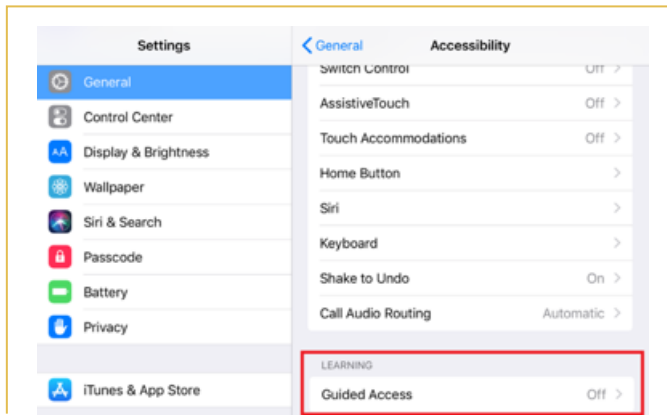 Settings
General
Control Center
AA Display & Brightness
Wallpaper
Siri & Search
Passcode
Battery
Privacy
iTunes & App Store
General Accessibility
Switch Control Off
AssistiveTouch Off
Touch Accommodations Off
Home Button
Siri
Keyboard
Shake to Undo On
Call Audio Routing Automatic
LEARNING
Guided Access Off